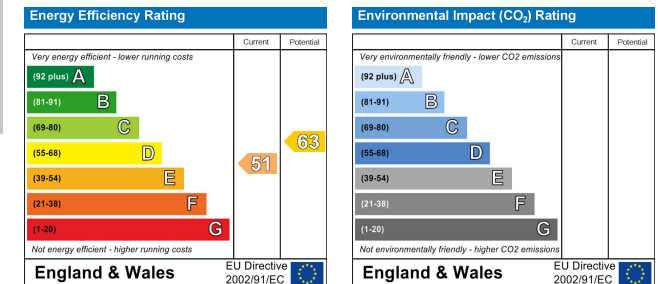 Energy Efficiency Rating
Current Potential
Very energy efficient - lower running costs
(92 plus) A
(81-91) B
(69-80) C
(55-68) D
(39-54) E
(21-38) F
(1-20) G
51
63
Not energy efficient - higher running costs
England & Wales
EU Directive
2002/91/EC
Environmental Impact (CO₂) Rating
Current Potential
Very environmentally friendly - lower CO2 emissions
(92 plus) A
(81-91) B
(69-80) C
(55-68) D
(39-54) E
(21-38) F
(1-20) G
Not environmentally friendly - higher CO2 emissions
England & Wales
EU Directive
2002/91/EC